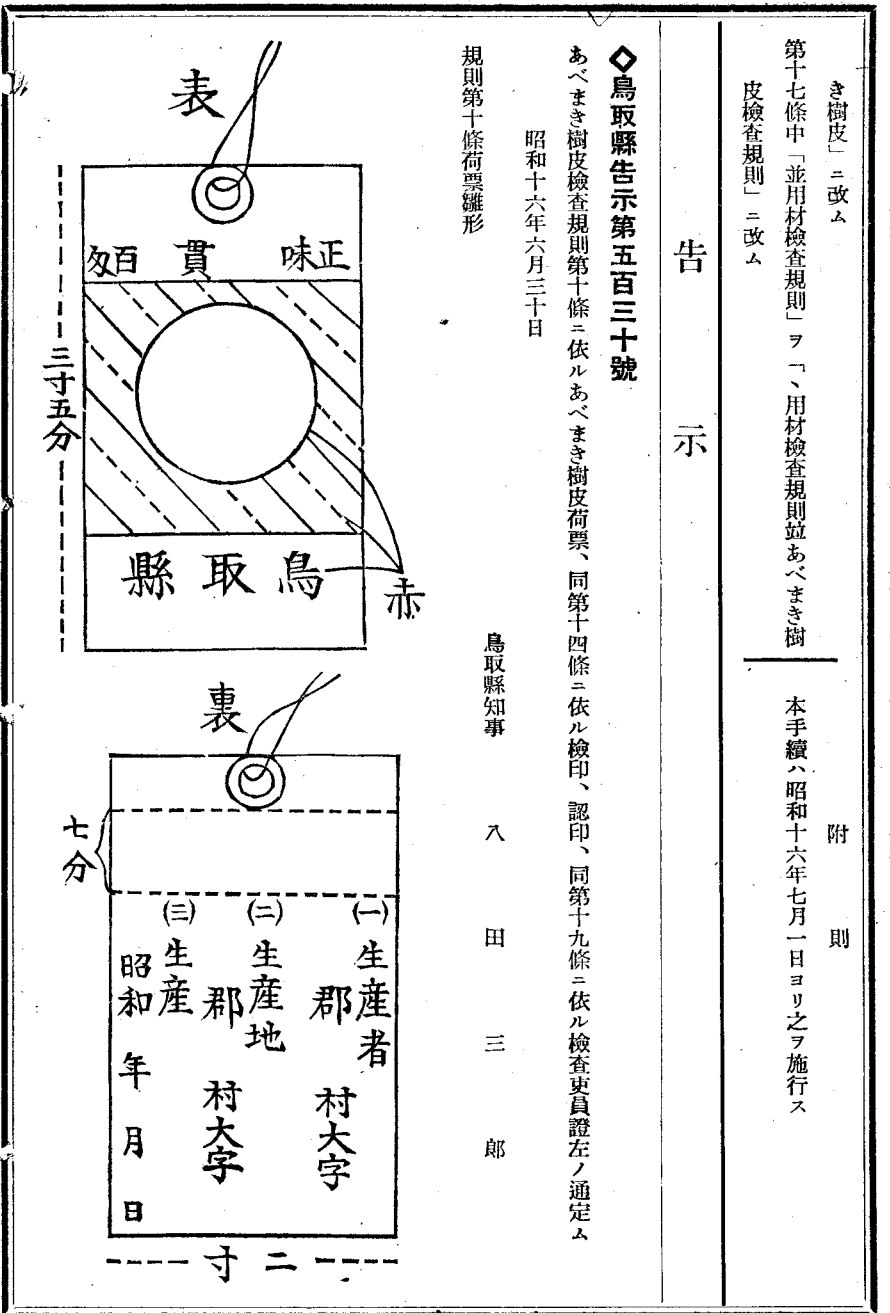 き樹皮」ニ改ム
第十七條中「並用材檢査規則」ヲ「、用材檢査規則竝あべまき樹
皮檢査規則」ニ改ム
附則
本手續ハ昭和十六年七月一日ヨリ之ヲ施行ス
告示
◇鳥取縣告示第五百三十號
あべまき樹皮檢査規則第十條ニ依ルあべまき樹皮荷票、同第十四條ニ依ル檢印、認印、同第十九條ニ依ル檢査吏員證左ノ通定ム
昭和十六年六月三十日
鳥取縣知事 八田三郎
規則第十條荷票雛形
表
正味 貫 百匁
鳥取縣
赤
三寸五分
裏
七分
(一)生産者
郡 村大字
(二)生産地
郡 村大字
(三)生産
昭和 年 月 日
二寸